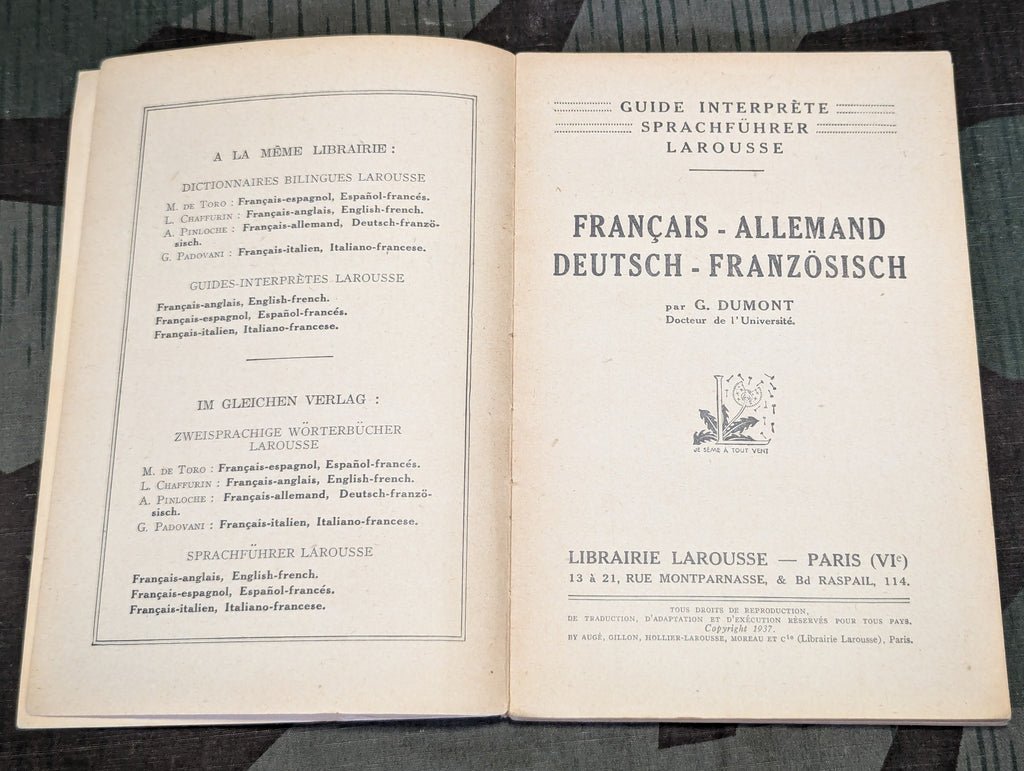 A LA MÊME LIBRAIRIE :
DICTIONNAIRES BILINGUES LAROUSSE
M. DE TORO : Français-espagnol, Español-francés.
L. CHAFFURIN : Français-anglais, English-french.
A. PINLOCHE : Français-allemand, Deutsch-franzö-
sisch.
G. PADOVANI : Français-italien, Italiano-francese.
GUIDES-INTERPRÈTES LAROUSSE
Français-anglais, English-french.
Français-espagnol, Español-francés.
Français-italien, Italiano-francese.
IM GLEICHEN VERLAG :
ZWEISPRACHIGE WÖRTERBÜCHER
LAROUSSE
M. DE TORO : Français-espagnol, Español-francés.
L. CHAFFURIN : Français-anglais, English-french.
A. PINLOCHE : Français-allemand, Deutsch-franzö-
sisch.
G. PADOVANI : Français-italien, Italiano-francese.
SPRACHFÜHRER LAROUSSE
Français-anglais, English-french.
Français-espagnol, Español-francés.
Français-italien, Italiano-francese.
GUIDE INTERPRÈTE
SPRACHFÜHRER
LAROUSSE
FRANÇAIS - ALLEMAND
DEUTSCH - FRANZÖSISCH
par G. DUMONT
Docteur de l'Université.
JE SÈME À TOUT VENT
LIBRAIRIE LAROUSSE — PARIS (VIe)
13 à 21, RUE MONTPARNASSE, & Bd RASPAIL, 114.
TOUS DROITS DE REPRODUCTION,
DE TRADUCTION, D'ADAPTATION ET D'EXÉCUTION RÉSERVÉS POUR TOUS PAYS.
Copyright 1937.
BY AUGÉ, GILLON, HOLLIER-LAROUSSE, MOREAU ET Cie (Librairie Larousse), Paris.